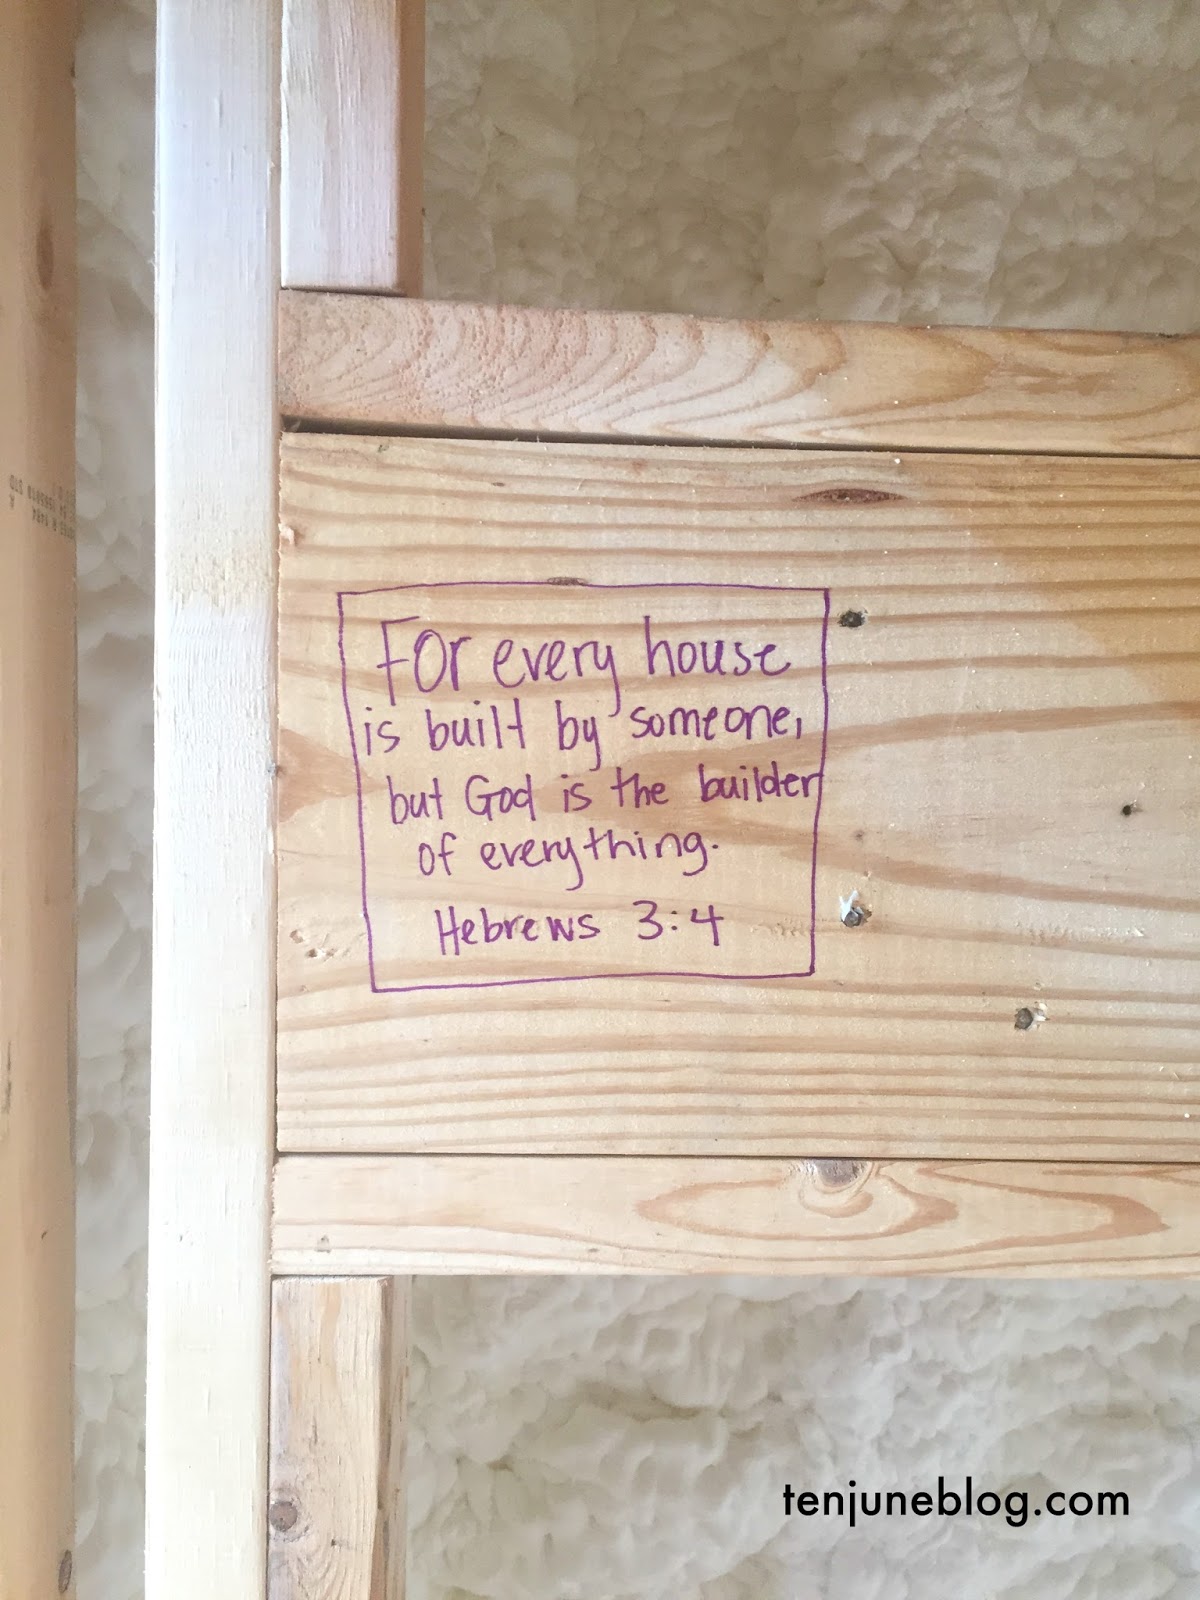 For every house
is built by someone,
but God is the builder
of everything.
Hebrews 3:4
tenjuneblog.com